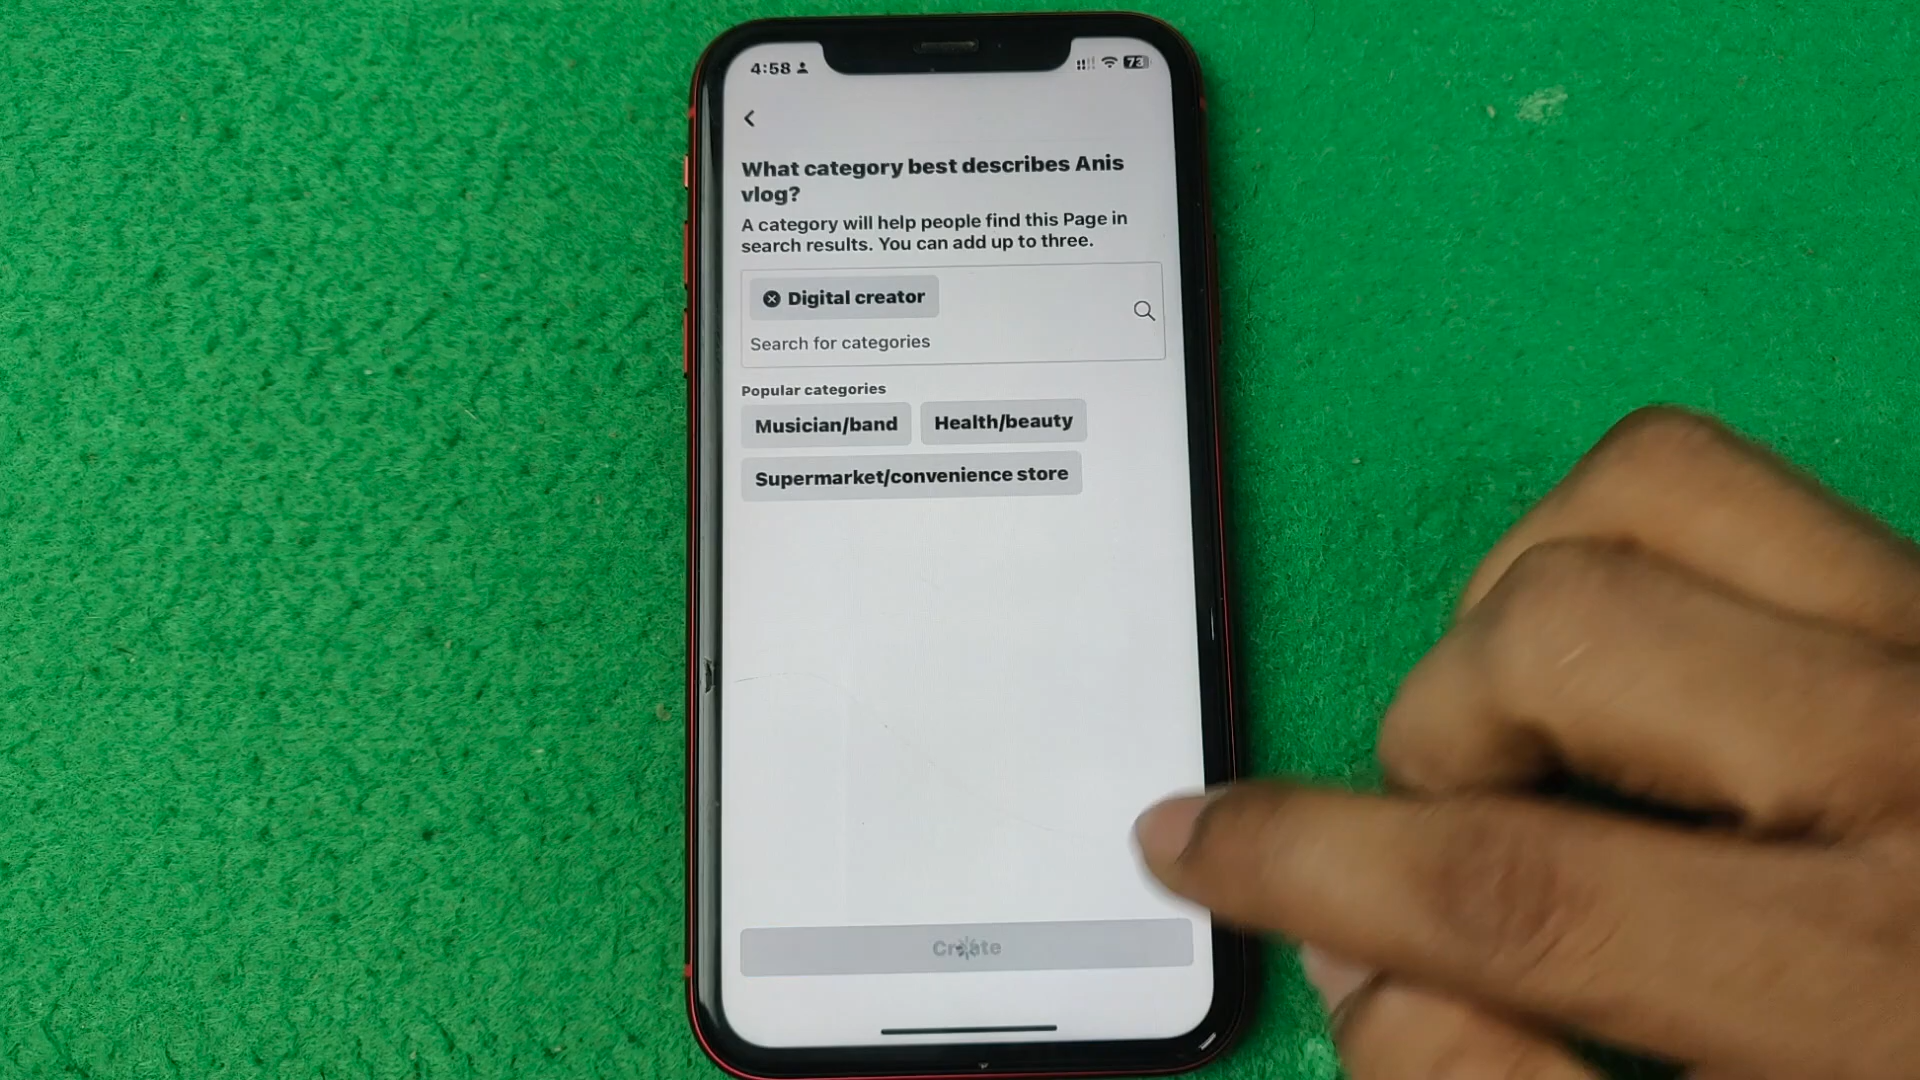 4:58
73
What category best describes Anis
vlog?
A category will help people find this Page in
search results. You can add up to three.
Digital creator
Search for categories
Popular categories
Musician/band Health/beauty
Supermarket/convenience store
Create